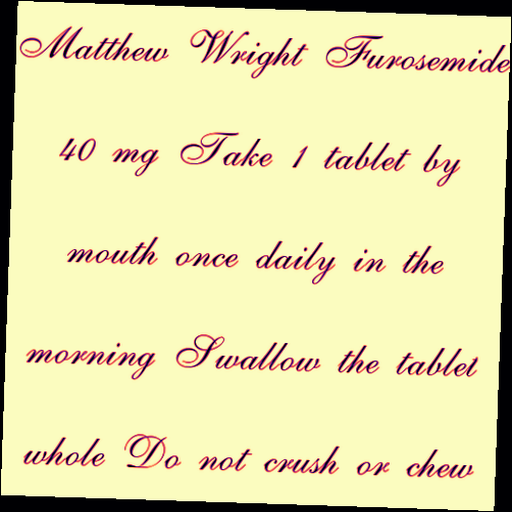 Matthew Wright Furosemide
40 mg Take 1 tablet by
mouth once daily in the
morning Swallow the tablet
whole Do not crush or chew